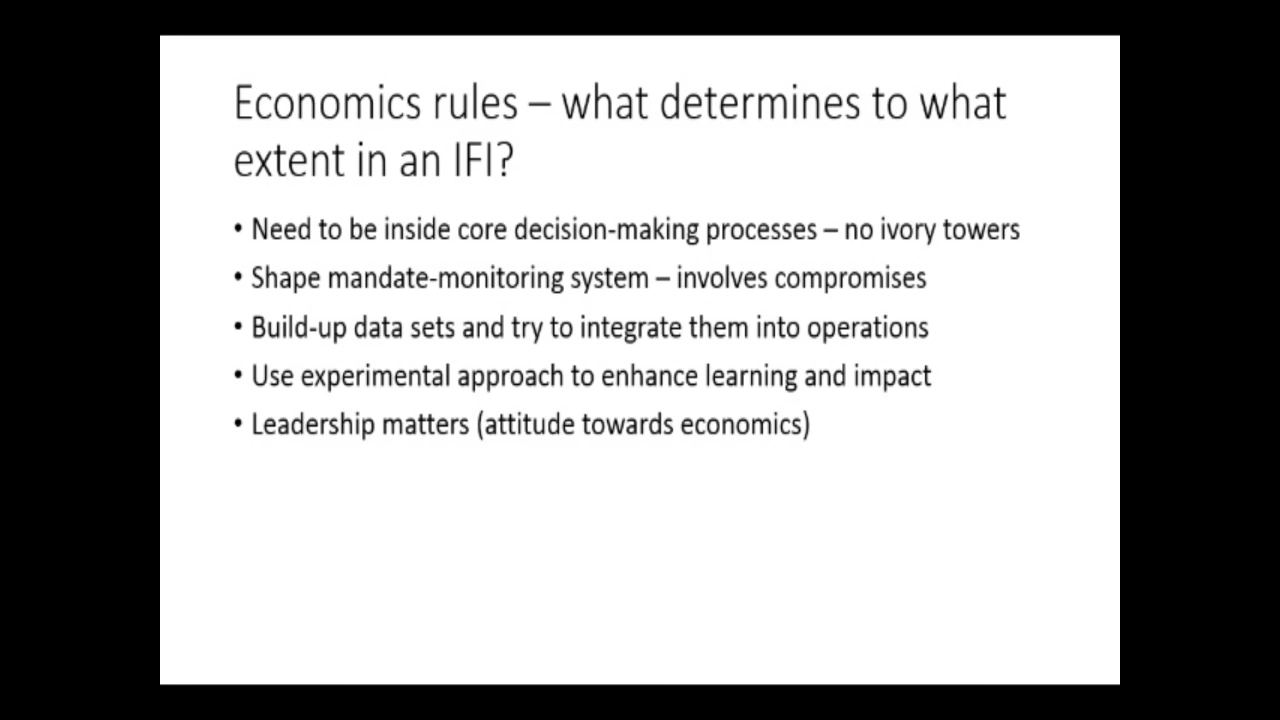 Economics rules – what determines to what
extent in an IFI?
• Need to be inside core decision-making processes – no ivory towers
• Shape mandate-monitoring system – involves compromises
• Build-up data sets and try to integrate them into operations
• Use experimental approach to enhance learning and impact
• Leadership matters (attitude towards economics)